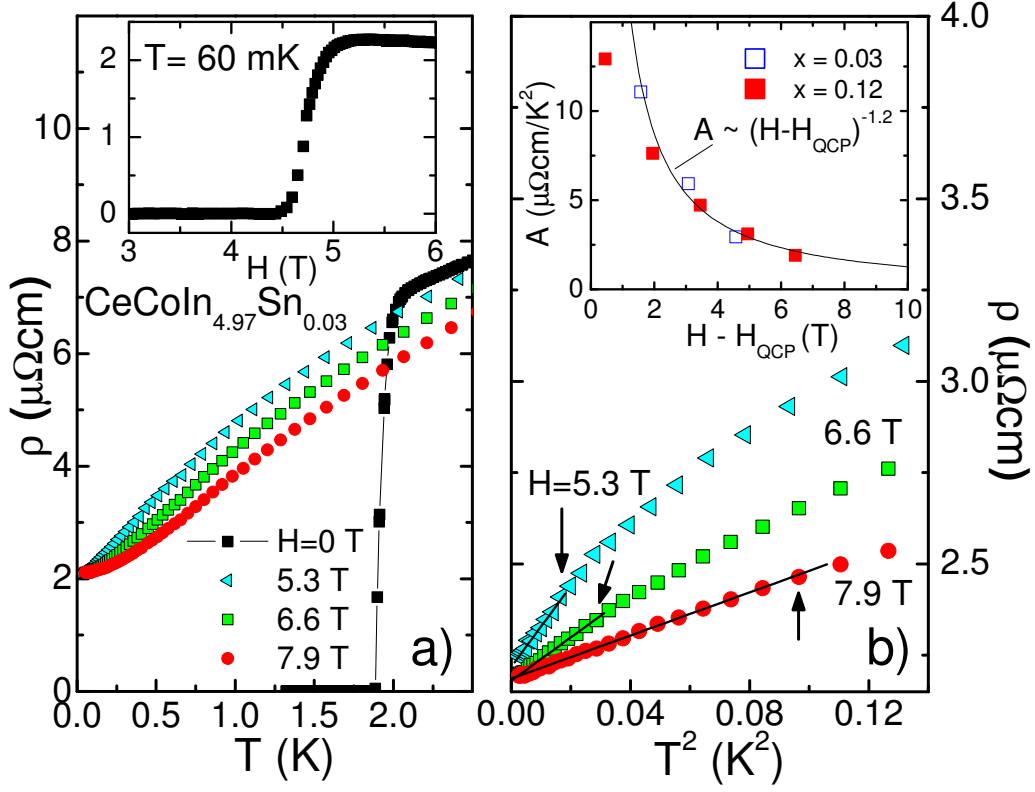 T= 60 mK
2
1
0
3
4
5
6
H (T)
CeCoIn4.97Sn0.03
ρ (μΩcm)
10
8
6
4
2
0
H=0 T
5.3 T
6.6 T
7.9 T
a)
0.0
0.5
1.0
1.5
2.0
T (K)
x = 0.03
x = 0.12
A ~ (H-HQCP)-1.2
A (μΩcm/K2)
10
5
0
0
2
4
6
8
10
H - HQCP (T)
4.0
3.5
3.0
2.5
ρ (μΩcm)
6.6 T
H=5.3 T
7.9 T
b)
0.00
0.04
0.08
0.12
T2 (K2)